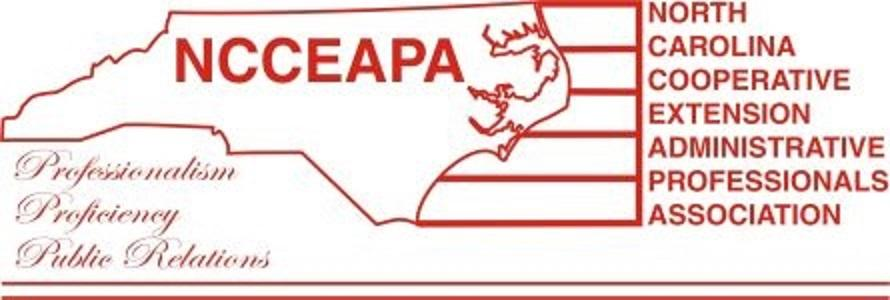 NCCEAPA
NORTH
CAROLINA
COOPERATIVE
EXTENSION
ADMINISTRATIVE
PROFESSIONALS
ASSOCIATION
Professionalism
Proficiency
Public Relations